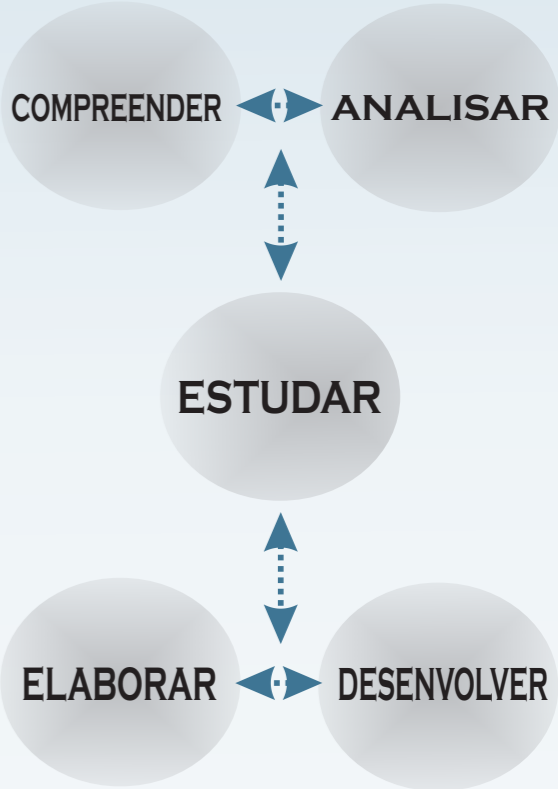 COMPREENDER
ANALISAR
ESTUDAR
ELABORAR
DESENVOLVER